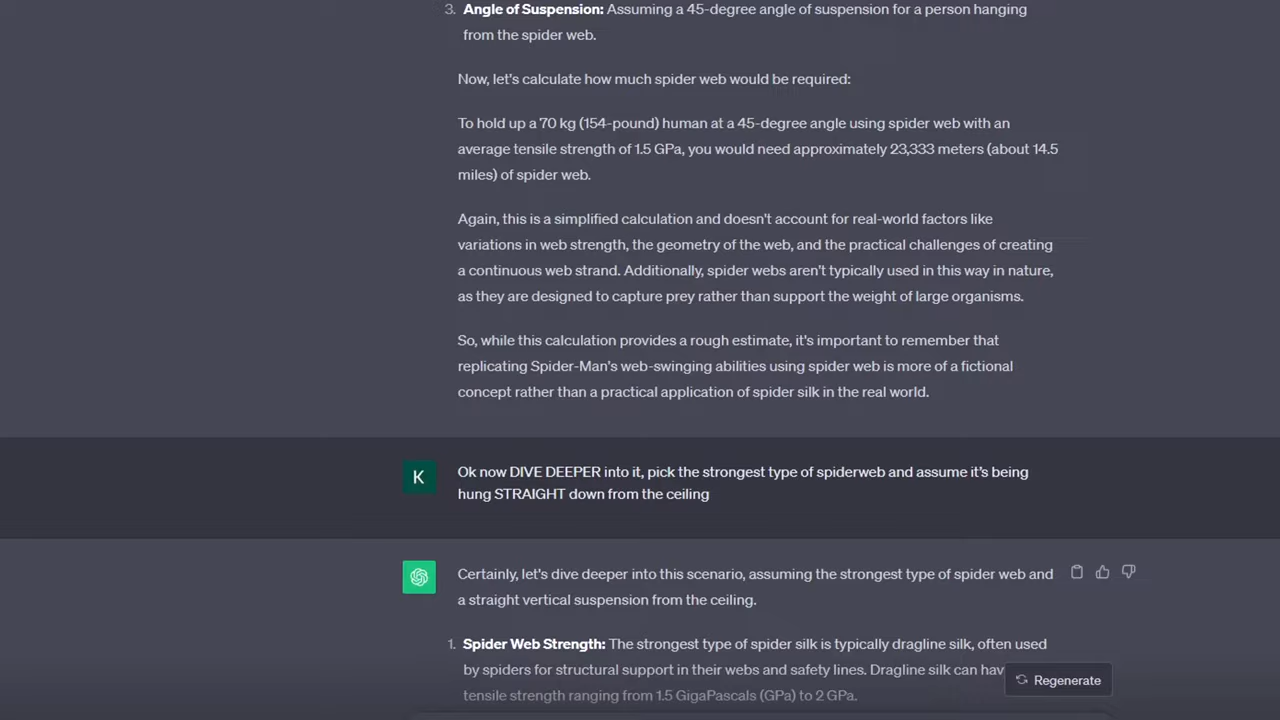 3. Angle of Suspension: Assuming a 45-degree angle of suspension for a person hanging
from the spider web.
Now, let's calculate how much spider web would be required:
To hold up a 70 kg (154-pound) human at a 45-degree angle using spider web with an
average tensile strength of 1.5 GPa, you would need approximately 23,333 meters (about 14.5
miles) of spider web.
Again, this is a simplified calculation and doesn't account for real-world factors like
variations in web strength, the geometry of the web, and the practical challenges of creating
a continuous web strand. Additionally, spider webs aren't typically used in this way in nature,
as they are designed to capture prey rather than support the weight of large organisms.
So, while this calculation provides a rough estimate, it's important to remember that
replicating Spider-Man's web-swinging abilities using spider web is more of a fictional
concept rather than a practical application of spider silk in the real world.
K
Ok now DIVE DEEPER into it, pick the strongest type of spiderweb and assume it's being
hung STRAIGHT down from the ceiling
Certainly, let's dive deeper into this scenario, assuming the strongest type of spider web and
a straight vertical suspension from the ceiling.
1. Spider Web Strength: The strongest type of spider silk is typically dragline silk, often used
by spiders for structural support in their webs and safety lines. Dragline silk can hav
Regenerate
tensile strength ranging from 1.5 GigaPascals (GPa) to 2 GPa.